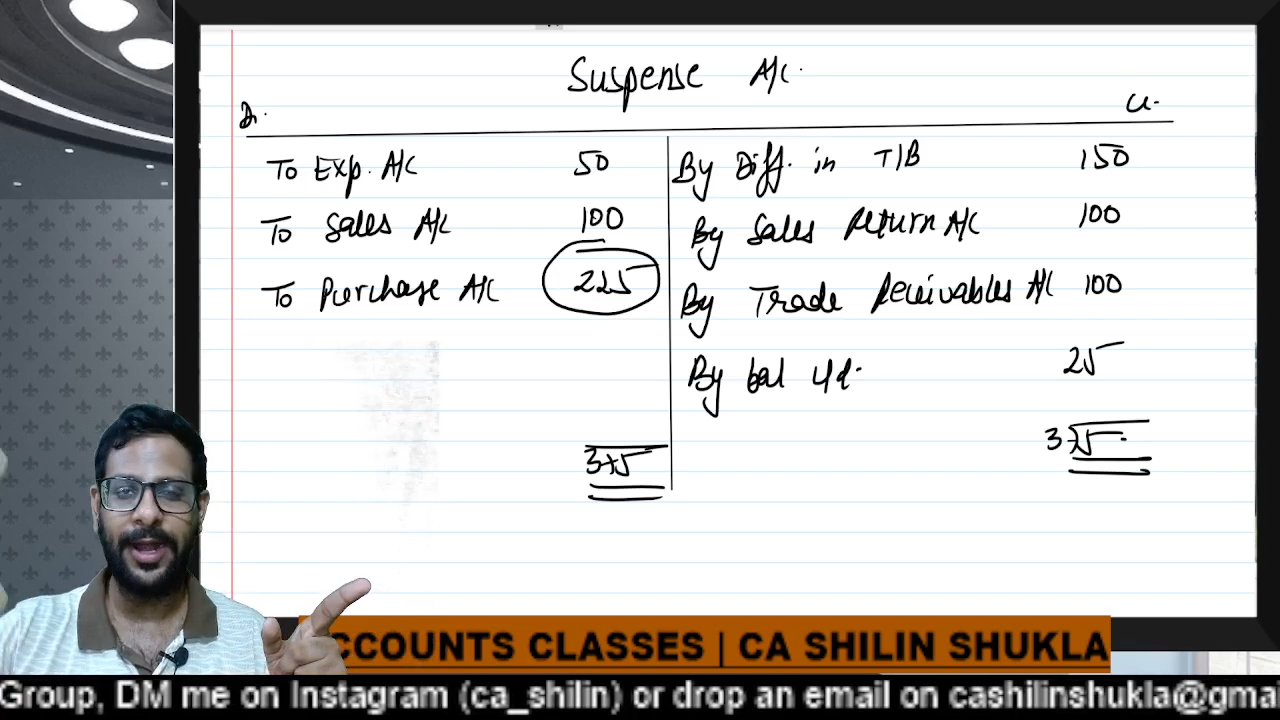 Suspense A/c.
Dr. Cr.
To Exp. A/c 50 By Diff. in T/B 150
To Sales A/c 100 By Sales Return A/c 100
To Purchase A/c 225 By Trade Receivables A/c 100
By bal c/d. 25
375 375
CCOUNTS CLASSES | CA SHILIN SHUKLA
Group, DM me on Instagram (ca_shilin) or drop an email on cashilinshukla@gma